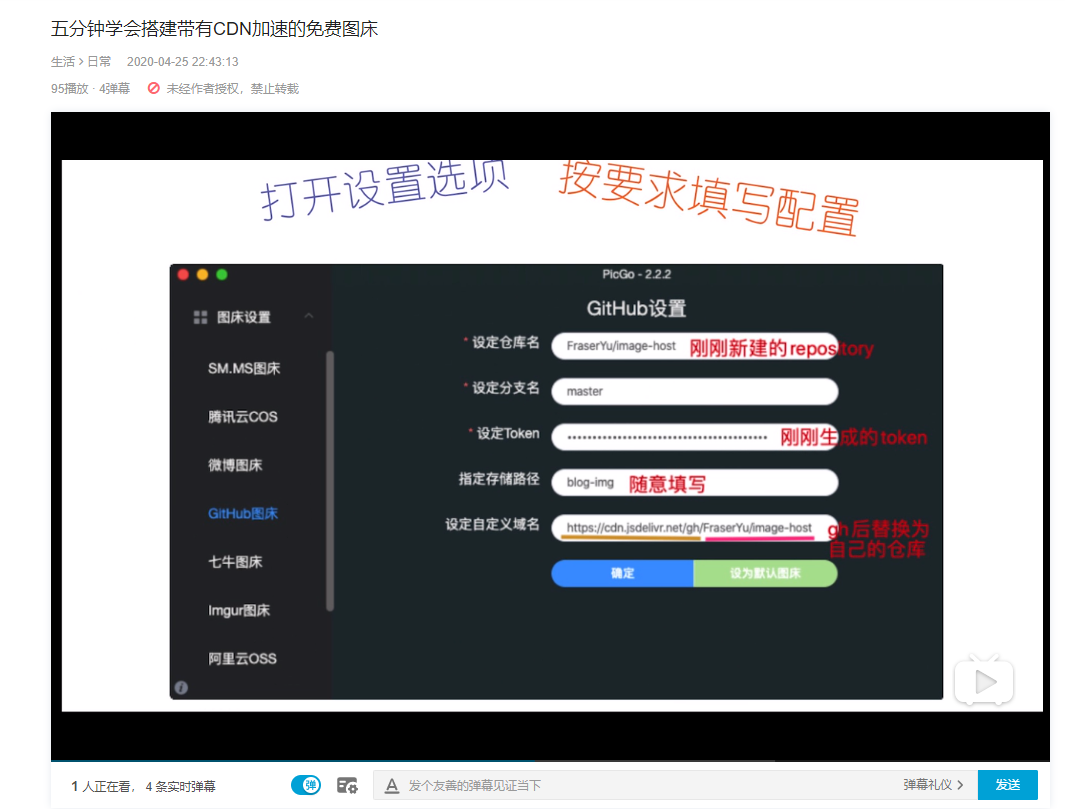 五分钟学会搭建带有CDN加速的免费图床
生活 > 日常 2020-04-25 22:43:13
95播放 · 4弹幕 未经作者授权，禁止转载
打开设置选项 按要求填写配置
PicGo - 2.2.2
图床设置
SM.MS图床
腾讯云COS
微博图床
GitHub图床
七牛图床
Imgur图床
阿里云OSS
GitHub设置
* 设定仓库名 FraserYu/image-host 刚刚新建的repository
* 设定分支名 master
* 设定Token •••••••••••••••••••••••••••••••••••••••• 刚刚生成的token
指定存储路径 blog-img 随意填写
设定自定义域名 https://cdn.jsdelivr.net/gh/FraserYu/image-host gh后替换为
自己的仓库
确定 设为默认图床
1 人正在看， 4 条实时弹幕 弹 A 发个友善的弹幕见证当下 弹幕礼仪 > 发送